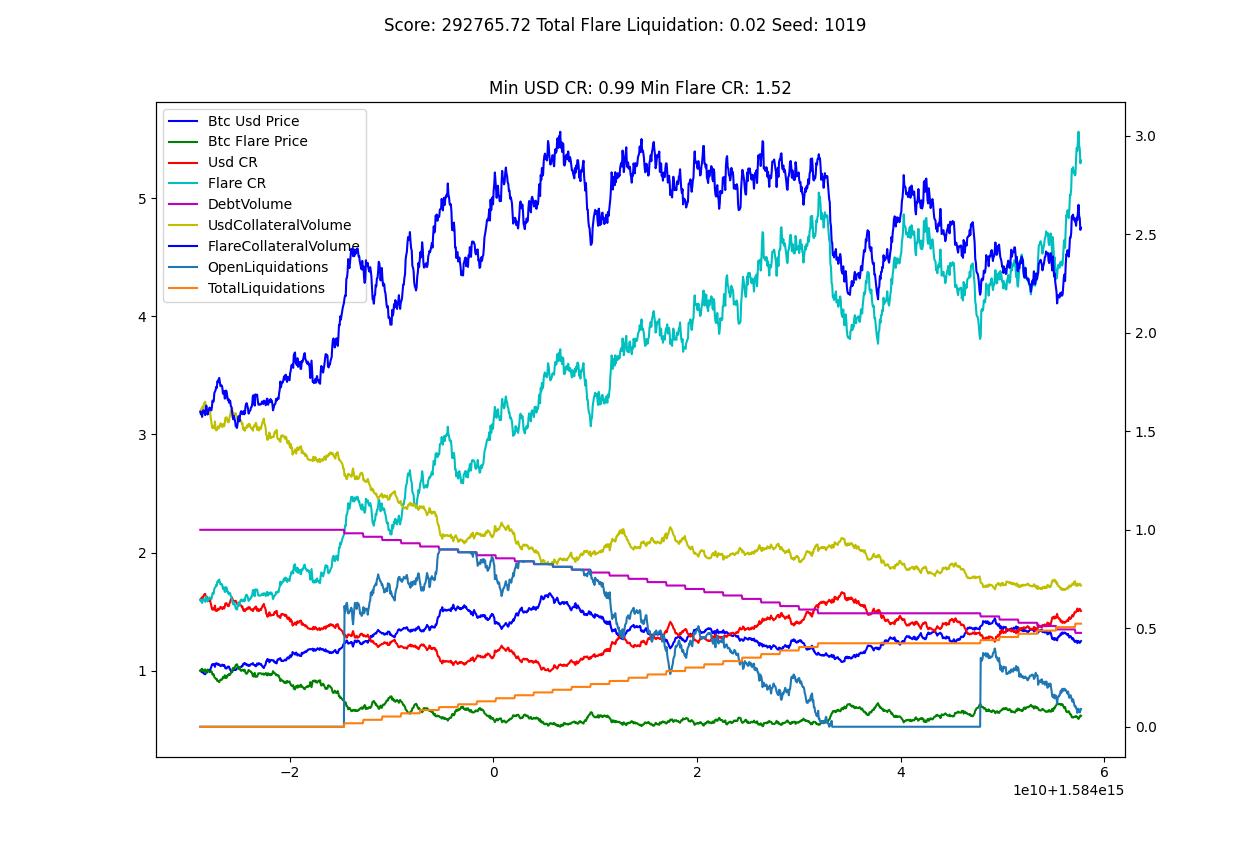 Score: 292765.72 Total Flare Liquidation: 0.02 Seed: 1019
Min USD CR: 0.99 Min Flare CR: 1.52
Btc Usd Price
Btc Flare Price
Usd CR
Flare CR
DebtVolume
UsdCollateralVolume
FlareCollateralVolume
OpenLiquidations
TotalLiquidations
5
4
3
2
1
3.0
2.5
2.0
1.5
1.0
0.5
0.0
−2
0
2
4
6
1e10+1.584e15